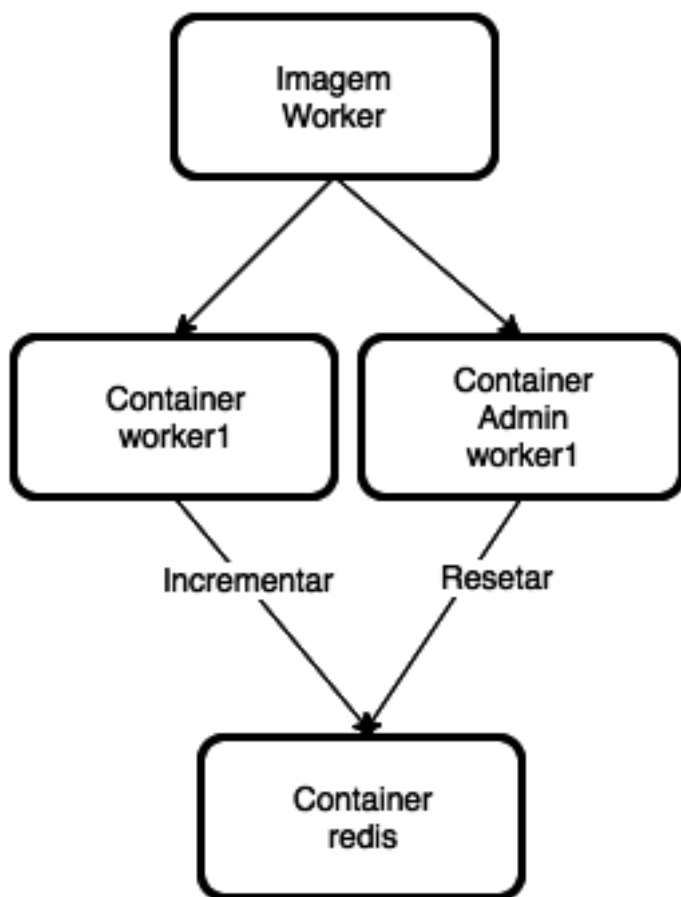 Imagem
Worker
Container
worker1
Container
Admin
worker1
Incrementar
Resetar
Container
redis